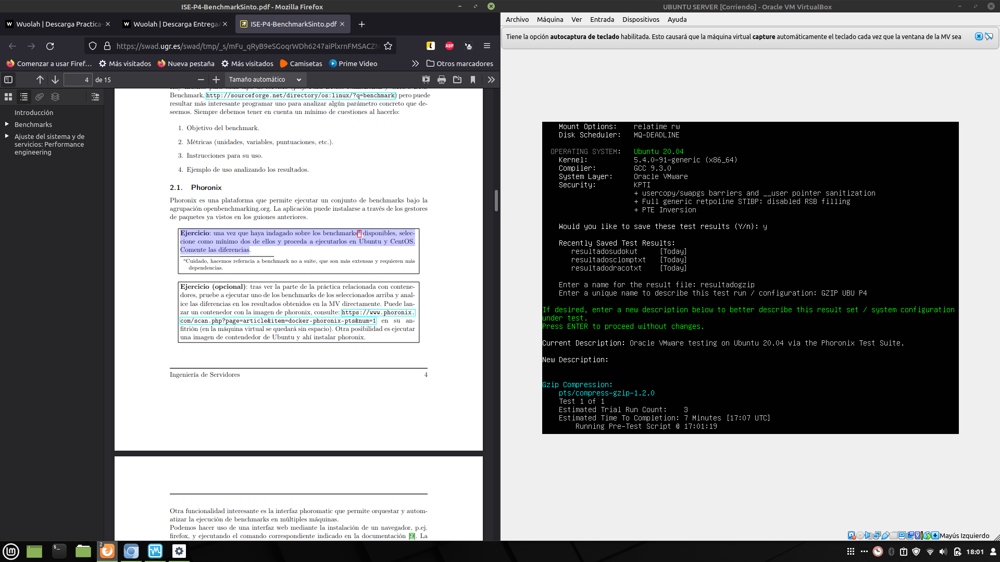 ISE-P4-BenchmarkSinto.pdf - Mozilla Firefox
Wuolah | Descarga Practica-
Wuolah | Descarga EntregaA
ISE-P4-BenchmarkSinto.pdf
https://swad.ugr.es/swad/tmp/_s/mFu_qRyB9eSGoqrWDh6247aiPlxrnFMSACZN
ABP
Comenzar a usar Firef...
Más visitados
Nueva pestaña
Más visitados
Camisetas
Prime Video
Otros marcadores
4
de 15
Tamaño automático
Introducción
Benchmarks
Ajuste del sistema y de
servicios: Performance
engineering
Benchmark, http://sourceforge.net/directory/os:linux/?q=benchmark) pero puede
resultar más interesante programar uno para analizar algún parámetro concreto que de-
seemos. Siempre debemos tener en cuenta un mínimo de cuestiones al hacerlo:
1. Objetivo del benchmark.
2. Métricas (unidades, variables, puntuaciones, etc.).
3. Instrucciones para su uso.
4. Ejemplo de uso analizando los resultados.
2.1. Phoronix
Phoronix es una plataforma que permite ejecutar un conjunto de benchmarks bajo la
agrupación openbenchmarking.org. La aplicación puede instalarse a través de los gestores
de paquetes ya vistos en los guiones anteriores.
Ejercicio: una vez que haya indagado sobre los benchmarksª disponibles, selec-
cione como mínimo dos de ellos y proceda a ejecutarlos en Ubuntu y CentOS.
Comente las diferencias.
ªCuidado, hacemos referncia a benchmark no a suite, que son más extensas y requieren más
dependencias.
Ejercicio (opcional): tras ver la parte de la práctica relacionada con contene-
dores, pruebe a ejecutar uno de los benchmarks de los seleccionados arriba y anal-
ice las diferencias en los resultados obtenidos en la MV directamente. Puede lan-
zar un contenedor con la imagen de phoronix, consulte: https://www.phoronix.
com/scan.php?page=article&item=docker-phoronix-pts&num=1 en su an-
fitrión (en la máquina virtual se quedará sin espacio). Otra posibilidad es ejecutar
una imagen de contendedor de Ubuntu y ahí instalar phoronix.
Ingeniería de Servidores 4
Otra funcionalidad interesante es la interfaz phoromatic que permite orquestar y autom-
atizar la ejecución de benchmarks en múltiples máquinas.
Podemos hacer uso de una interfaz web mediante la instalación de un navegador, p.ej.
firefox, y ejecutando el comando correspondiente indicado en la documentación [9]. La
UBUNTU SERVER [Corriendo] - Oracle VM VirtualBox
Archivo Máquina Ver Entrada Dispositivos Ayuda
Tiene la opción autocaptura de teclado habilitada. Esto causará que la máquina virtual capture automáticamente el teclado cada vez que la ventana de la MV sea
Mount Options: relatime rw
Disk Scheduler: MQ-DEADLINE
OPERATING SYSTEM: Ubuntu 20.04
Kernel: 5.4.0-91-generic (x86_64)
Compiler: GCC 9.3.0
System Layer: Oracle VMware
Security: KPTI
+ usercopy/swapgs barriers and __user pointer sanitization
+ Full generic retpoline STIBP: disabled RSB filling
+ PTE Inversion
Would you like to save these test results (Y/n): y
Recently Saved Test Results:
resultadosudokut [Today]
resultadosclomptxt [Today]
resultadodracotxt [Today]
Enter a name for the result file: resultadogzip
Enter a unique name to describe this test run / configuration: GZIP UBU P4
If desired, enter a new description below to better describe this result set / system configuration
under test.
Press ENTER to proceed without changes.
Current Description: Oracle VMware testing on Ubuntu 20.04 via the Phoronix Test Suite.
New Description:
Gzip Compression:
pts/compress-gzip-1.2.0
Test 1 of 1
Estimated Trial Run Count: 3
Estimated Time To Completion: 7 Minutes [17:07 UTC]
Running Pre-Test Script @ 17:01:19
Mayús Izquierdo
2
18:01